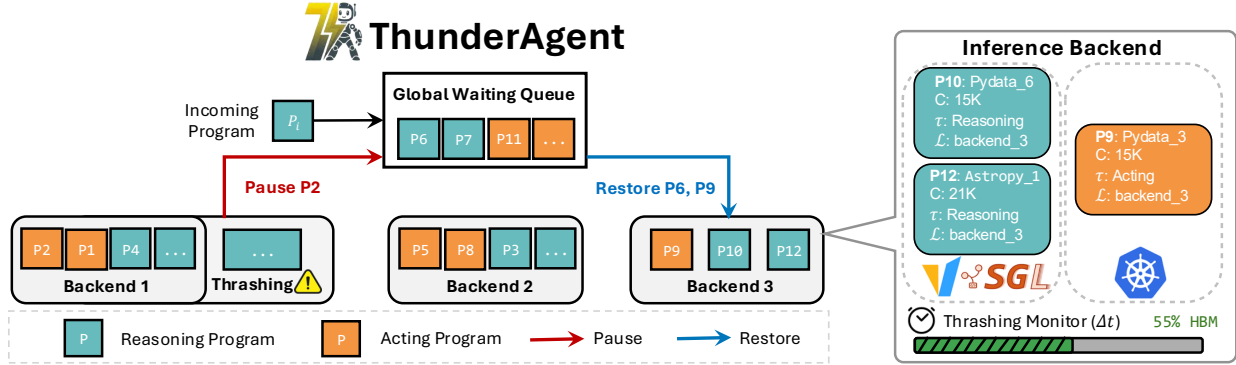 ThunderAgent
Incoming
Program
P_i
Global Waiting Queue
P6 P7 P11 ...
Pause P2
Restore P6, P9
P2 P1 P4 ... ...
Backend 1
Thrashing
P5 P8 P3 ...
Backend 2
P9 P10 P12
Backend 3
P Reasoning Program
P Acting Program
Pause
Restore
Inference Backend
P10: Pydata_6
C: 15K
τ: Reasoning
ℒ: backend_3
P12: Astropy_1
C: 21K
τ: Reasoning
ℒ: backend_3
SGL
P9: Pydata_3
C: 15K
τ: Acting
ℒ: backend_3
Thrashing Monitor (Δt) 55% HBM